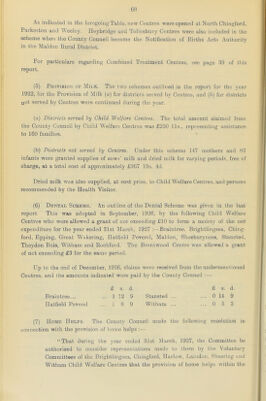 60
As indicated in the foregoing Table, new Centres were opened at North Chingford,
Parkeston and Weeley. Heybridge and Tollesbury Centres were also included in the
scheme when the County Council became the Notification of Births Acts Authority
in the Maldon Rural District.
For particulars regarding Combined Treatment Centres, see page 39 of this
report.
(5) PROVISION OF MILK. The two schemes outlined in the report for the year
1922, for the Provision of Milk (a) for districts served by Centres, and (b) for districts
not served by Centres were continued during the year.
(a) Districts served by Child Welfare Centres. The total amount claimed from
the County Council by Child Welfare Centres was £230 15s., representing assistance
to 160 families.
(b) Districts not served by Centres. Under this scheme 147 mothers and 82
infants were granted supplies of cows' milk and dried milk for varying periods, free of
charge, at a total cost of approximately £367 13s. 4d.
Dried milk was also supplied, at cost price, to Child Welfare Centres, and persons
recommended by the Health Visitor.
(6) DENTAL SCHEME. An outline of the Dental Scheme was given in the last
report This was adopted in September, 1926, by the following Child Welfare
Centres who were allowed a grant of not exceeding £10 to form a moiety of the net
expenditure for the year ended 31st March, 1927 :—Braintree, Brightlingsea, Ching-
ford, Epping, Great Wakering, Hatfield Peverel, Maldon, Shoeburyness, Stansted,
Theydon Bois, Witham and Rochford. The Brentwood Centre was allowed a grant
of not exceeding £3 for the same period.
Up to the end of December, 1926, claims were received from the undermentioned
Centres, and the amounts indicated were paid by the County Council :—
£ s. d. £ s. d.
Braintree... ... 3 12 9 Stansted ... ... 0 14 9
Hatfield Peverel ... 1 8 9 Witham ... ... 0 3 3
(7) HOME HELPS. The County Council made the following resolution in
connection with the provision of home helps :—
"That during the year ended 31st March, 1927, the Committee be
authorised to consider representations made to them by the Voluntary
Committees of the Brightlingsea, Chingford, Harlow, Laindon, Shenfield and
Witham Child Welfare Centres that the provision of home helps within the